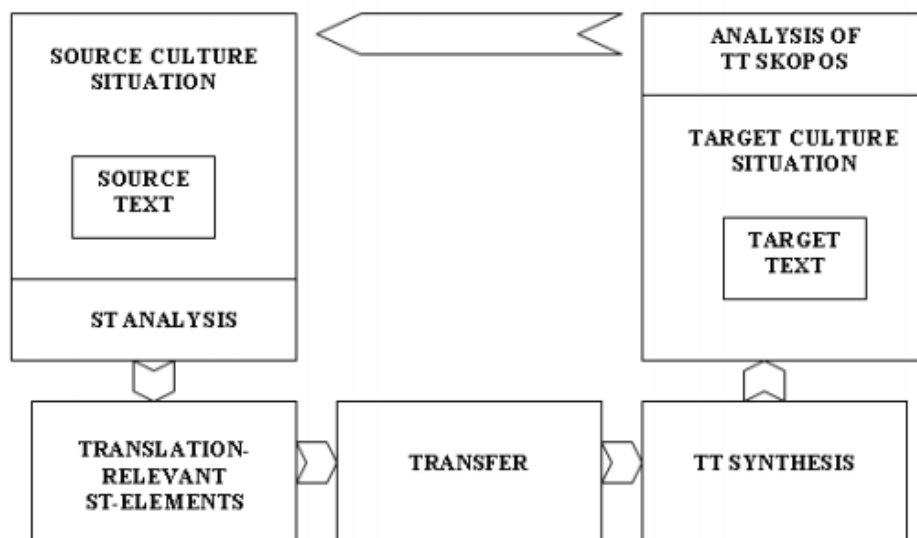 SOURCE CULTURE
SITUATION
SOURCE
TEXT
ST ANALYSIS
ANALYSIS OF
TT SKOPOS
TARGET CULTURE
SITUATION
TARGET
TEXT
TRANSLATION-
RELEVANT
ST-ELEMENTS
TRANSFER
TT SYNTHESIS